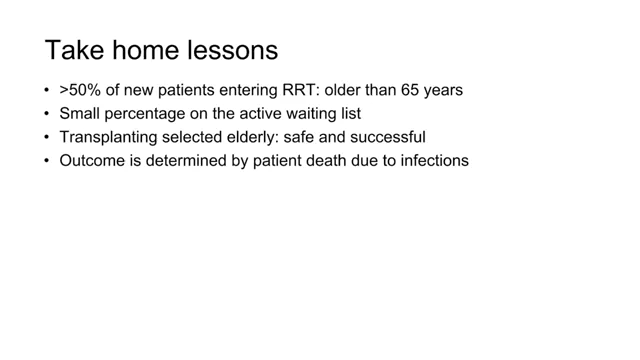 Take home lessons
• >50% of new patients entering RRT: older than 65 years
• Small percentage on the active waiting list
• Transplanting selected elderly: safe and successful
• Outcome is determined by patient death due to infections